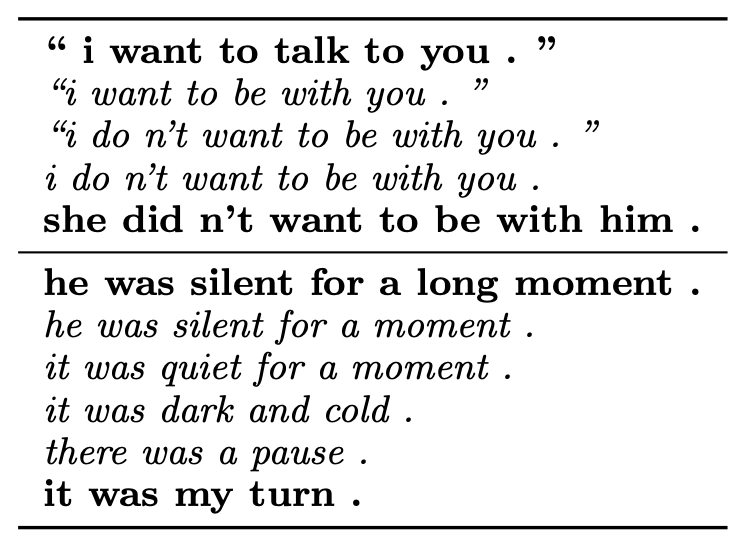 “ i want to talk to you . ”
“i want to be with you . ”
“i do n’t want to be with you . ”
i do n’t want to be with you .
she did n’t want to be with him .
he was silent for a long moment .
he was silent for a moment .
it was quiet for a moment .
it was dark and cold .
there was a pause .
it was my turn .